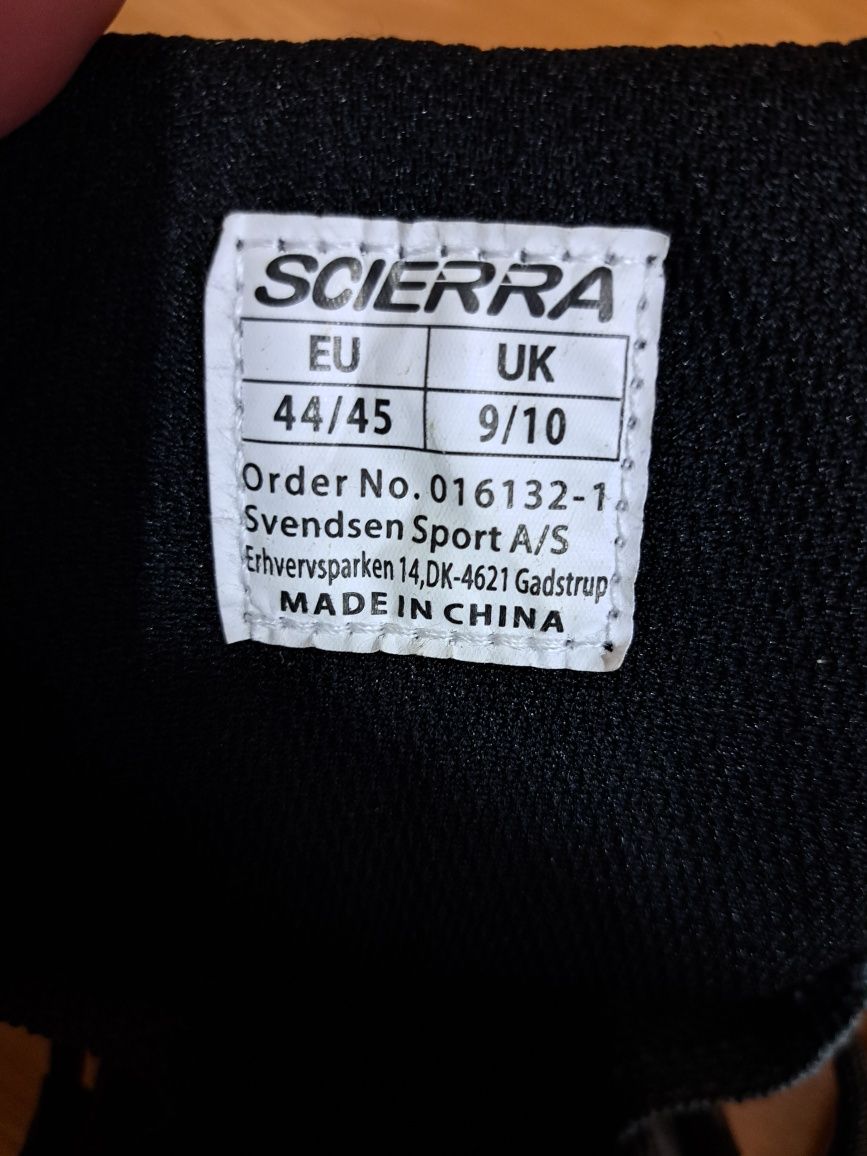 SCIERRA
EU UK
44/45 9/10
Order No. 016132-1
Svendsen Sport A/S
Erhvervsparken 14,DK-4621 Gadstrup
MADE IN CHINA